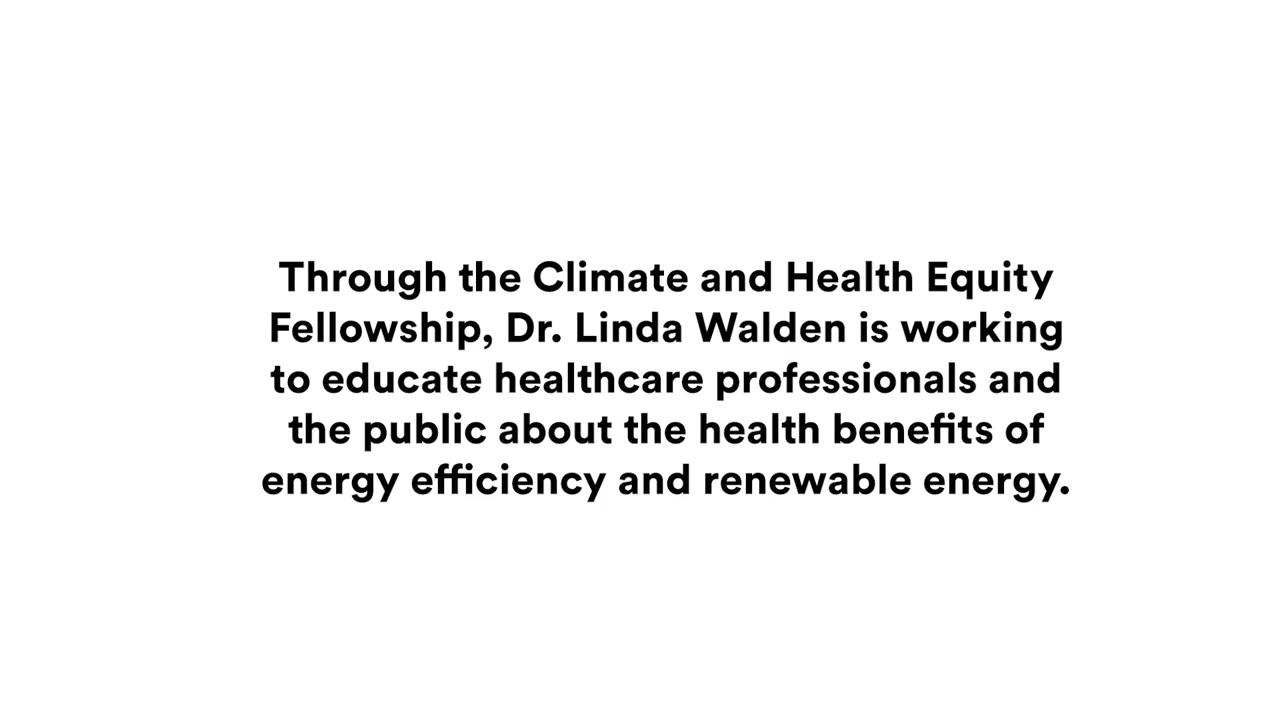 Through the Climate and Health Equity
Fellowship, Dr. Linda Walden is working
to educate healthcare professionals and
the public about the health benefits of
energy efficiency and renewable energy.